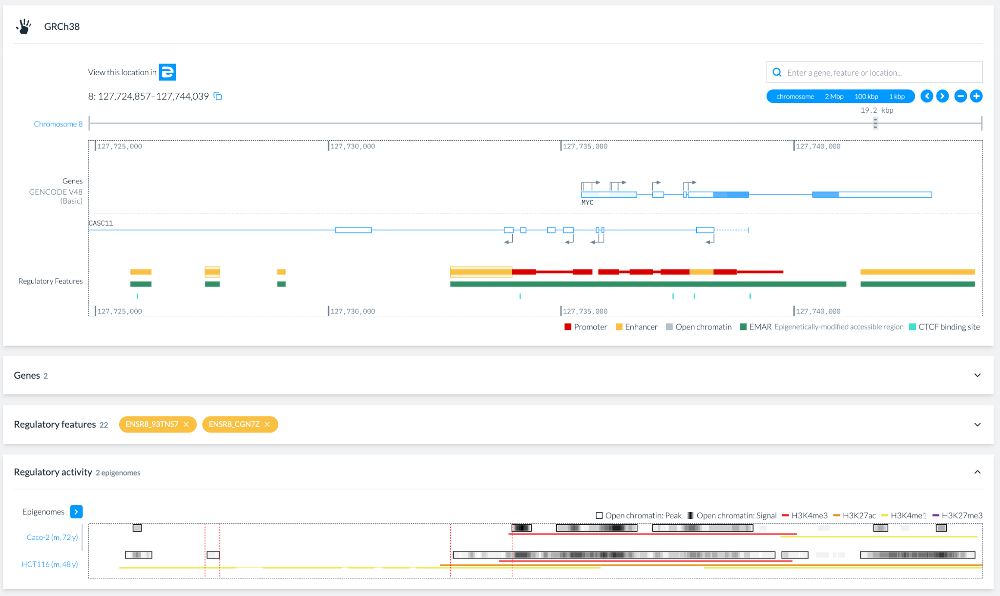 GRCh38
View this location in
Enter a gene, feature or location...
8: 127,724,857–127,744,039
chromosome 2 Mbp 100 kbp 1 kbp
19.2 kbp
Chromosome 8
127,725,000 127,730,000 127,735,000 127,740,000
Genes
GENCODE V48
(Basic)
MYC
CASC11
Regulatory Features
127,725,000 127,730,000 127,735,000 127,740,000
Promoter Enhancer Open chromatin EMAR Epigenetically-modified accessible region CTCF binding site
Genes 2
Regulatory features 22 ENSR8_93TNS7 × ENSR8_CGN7Z ×
Regulatory activity 2 epigenomes
Epigenomes
Open chromatin: Peak Open chromatin: Signal H3K4me3 H3K27ac H3K4me1 H3K27me3
Caco-2 (m, 72 y)
HCT116 (m, 48 y)